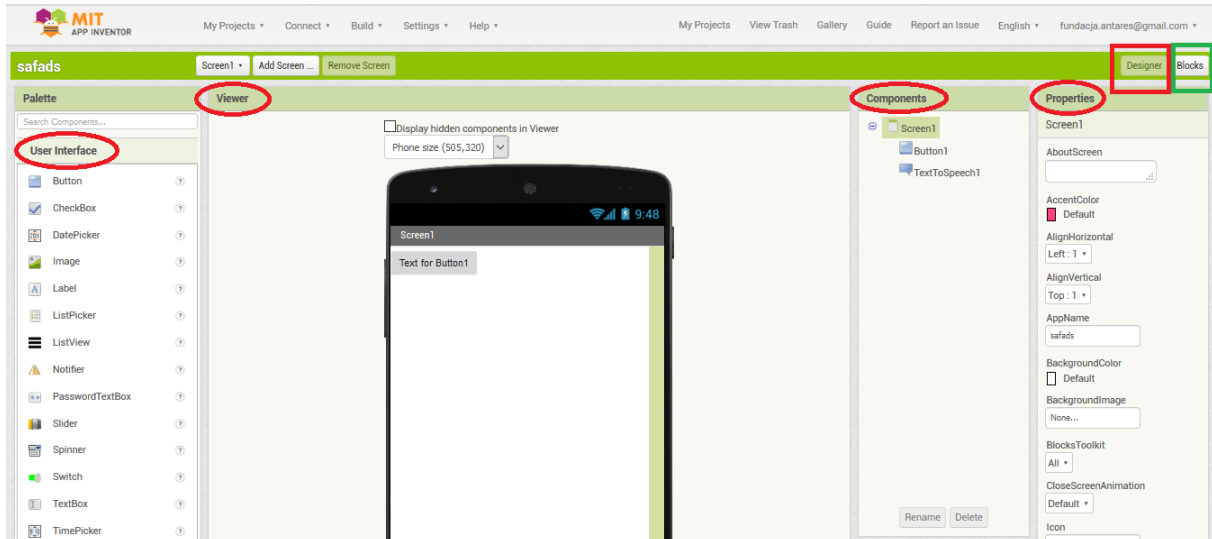 MIT
APP INVENTOR
My Projects Connect Build Settings Help My Projects View Trash Gallery Guide Report an Issue English fundacja.antares@gmail.com
safads Screen1 Add Screen ... Remove Screen Designer Blocks
Palette Viewer Components Properties
Search Components...
User Interface
Button
CheckBox
DatePicker
Image
Label
ListPicker
ListView
Notifier
PasswordTextBox
Slider
Spinner
Switch
TextBox
TimePicker
Display hidden components in Viewer
Phone size (505,320)
9:48
Screen1
Text for Button1
Screen1
Button1
TextToSpeech1
Rename Delete
Screen1
AboutScreen
AccentColor
Default
AlignHorizontal
Left : 1
AlignVertical
Top : 1
AppName
safads
BackgroundColor
Default
BackgroundImage
None...
BlocksToolkit
All
CloseScreenAnimation
Default
Icon